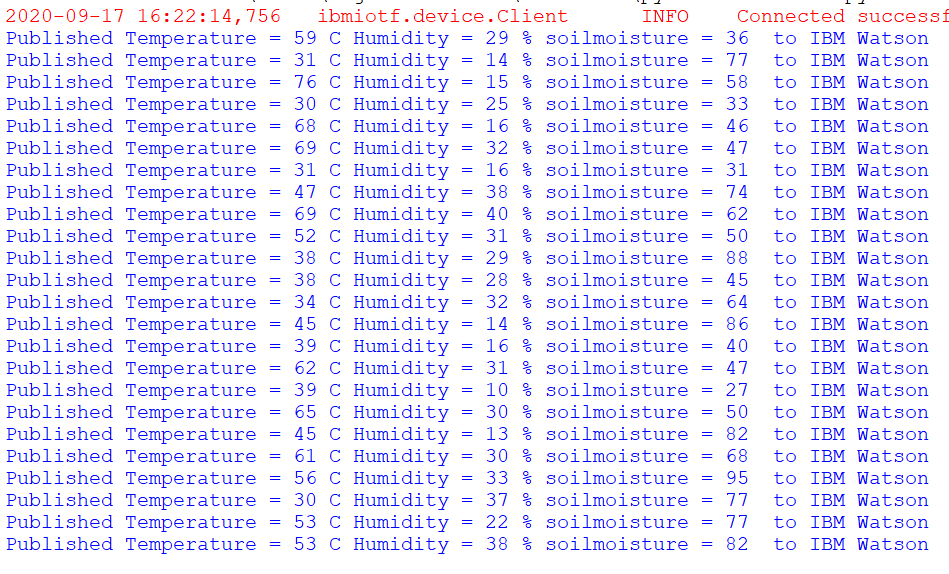 2020-09-17 16:22:14,756   ibmiotf.device.Client      INFO    Connected successf
Published Temperature = 59 C Humidity = 29 % soilmoisture = 36  to IBM Watson
Published Temperature = 31 C Humidity = 14 % soilmoisture = 77  to IBM Watson
Published Temperature = 76 C Humidity = 15 % soilmoisture = 58  to IBM Watson
Published Temperature = 30 C Humidity = 25 % soilmoisture = 33  to IBM Watson
Published Temperature = 68 C Humidity = 16 % soilmoisture = 46  to IBM Watson
Published Temperature = 69 C Humidity = 32 % soilmoisture = 47  to IBM Watson
Published Temperature = 31 C Humidity = 16 % soilmoisture = 31  to IBM Watson
Published Temperature = 47 C Humidity = 38 % soilmoisture = 74  to IBM Watson
Published Temperature = 69 C Humidity = 40 % soilmoisture = 62  to IBM Watson
Published Temperature = 52 C Humidity = 31 % soilmoisture = 50  to IBM Watson
Published Temperature = 38 C Humidity = 29 % soilmoisture = 88  to IBM Watson
Published Temperature = 38 C Humidity = 28 % soilmoisture = 45  to IBM Watson
Published Temperature = 34 C Humidity = 32 % soilmoisture = 64  to IBM Watson
Published Temperature = 45 C Humidity = 14 % soilmoisture = 86  to IBM Watson
Published Temperature = 39 C Humidity = 16 % soilmoisture = 40  to IBM Watson
Published Temperature = 62 C Humidity = 31 % soilmoisture = 47  to IBM Watson
Published Temperature = 39 C Humidity = 10 % soilmoisture = 27  to IBM Watson
Published Temperature = 65 C Humidity = 30 % soilmoisture = 50  to IBM Watson
Published Temperature = 45 C Humidity = 13 % soilmoisture = 82  to IBM Watson
Published Temperature = 61 C Humidity = 30 % soilmoisture = 68  to IBM Watson
Published Temperature = 56 C Humidity = 33 % soilmoisture = 95  to IBM Watson
Published Temperature = 30 C Humidity = 37 % soilmoisture = 77  to IBM Watson
Published Temperature = 53 C Humidity = 22 % soilmoisture = 77  to IBM Watson
Published Temperature = 53 C Humidity = 38 % soilmoisture = 82  to IBM Watson